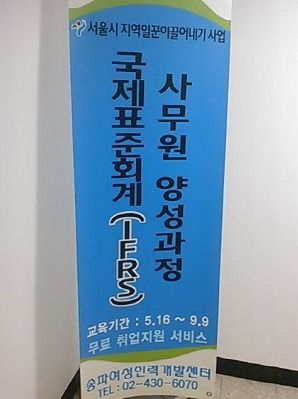 서울시 지역일꾼이끌어내기 사업
국제표준회계(IFRS)
사무원 양성과정
교육기간 : 5.16 ~ 9.9
무료 취업지원 서비스
송파여성인력개발센터
TEL : 02-430-6070